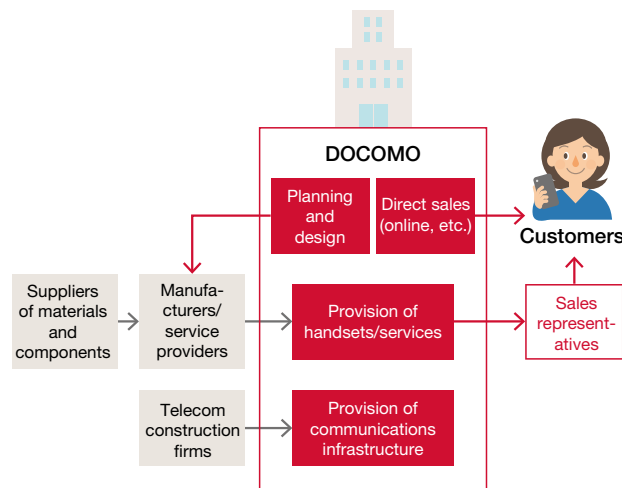 DOCOMO
Planning
and
design
Direct sales
(online, etc.)
Customers
Suppliers
of materials
and
components
Manufa-
cturers/
service
providers
Provision of
handsets/services
Sales
represent-
atives
Telecom
construction
firms
Provision of
communications
infrastructure